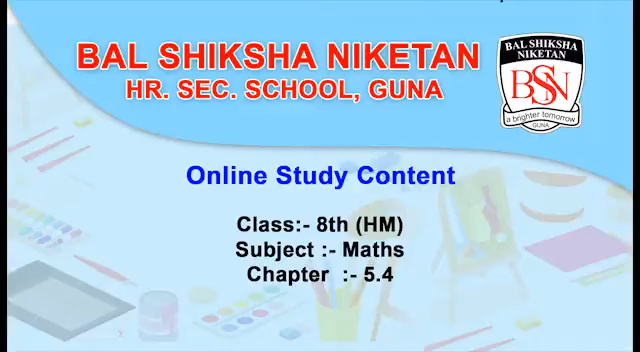 BAL SHIKSHA NIKETAN
HR. SEC. SCHOOL, GUNA
BAL SHIKSHA
NIKETAN
BSN
a brighter tomorrow
GUNA
Online Study Content
Class:- 8th (HM)
Subject :- Maths
Chapter :- 5.4